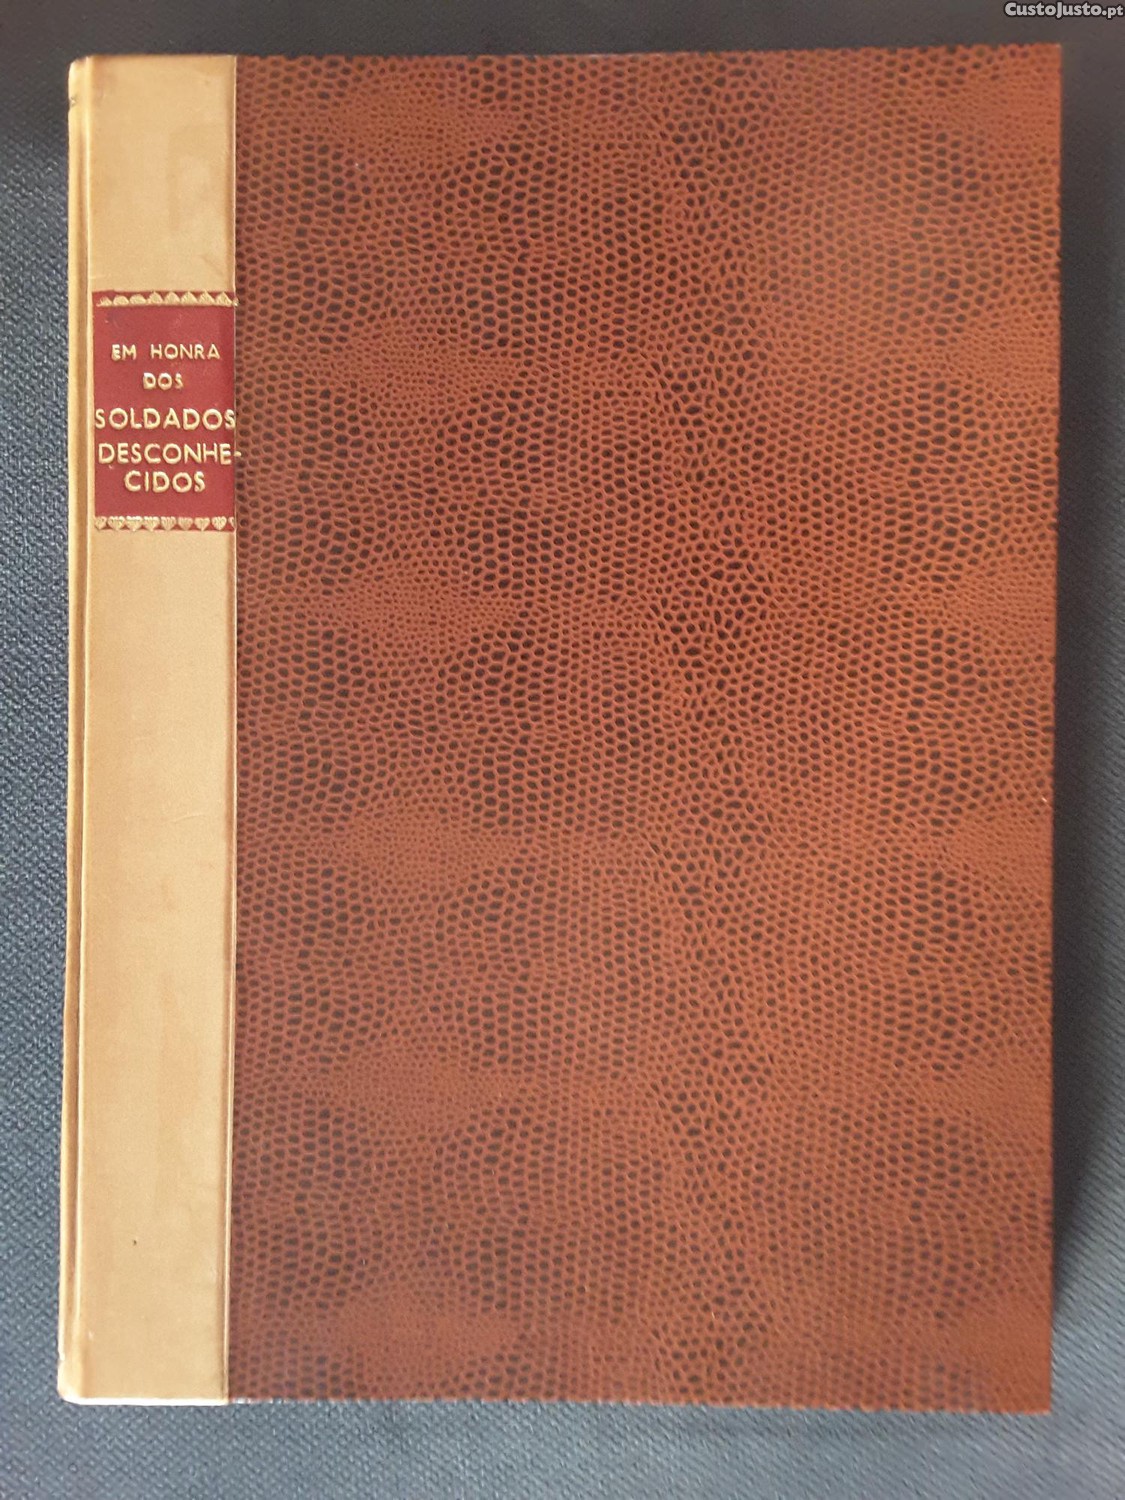 CustoJusto.pt
EM HONRA
DOS
SOLDADOS
DESCONHE-
CIDOS